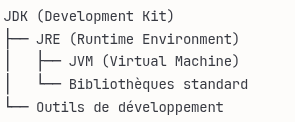 JDK (Development Kit)
├── JRE (Runtime Environment)
│   ├── JVM (Virtual Machine)
│   └── Bibliothèques standard
└── Outils de développement